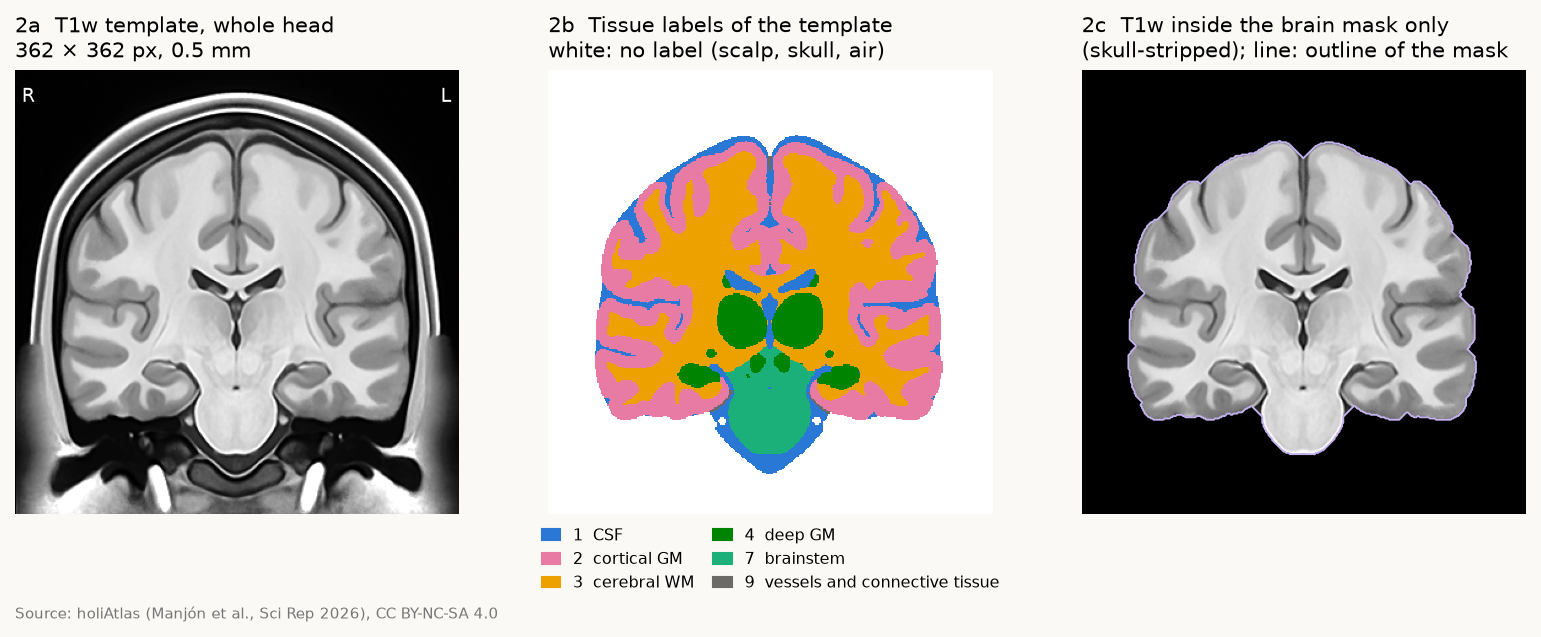 2a  T1w template, whole head
362 × 362 px, 0.5 mm
R
L
2b  Tissue labels of the template
white: no label (scalp, skull, air)
2c  T1w inside the brain mask only
(skull-stripped); line: outline of the mask
1  CSF
2  cortical GM
3  cerebral WM
4  deep GM
7  brainstem
9  vessels and connective tissue
Source: holiAtlas (Manjón et al., Sci Rep 2026), CC BY-NC-SA 4.0